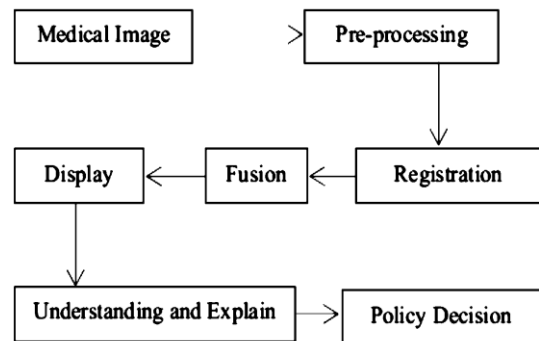 Medical Image
Pre-processing
Display
Fusion
Registration
Understanding and Explain
Policy Decision